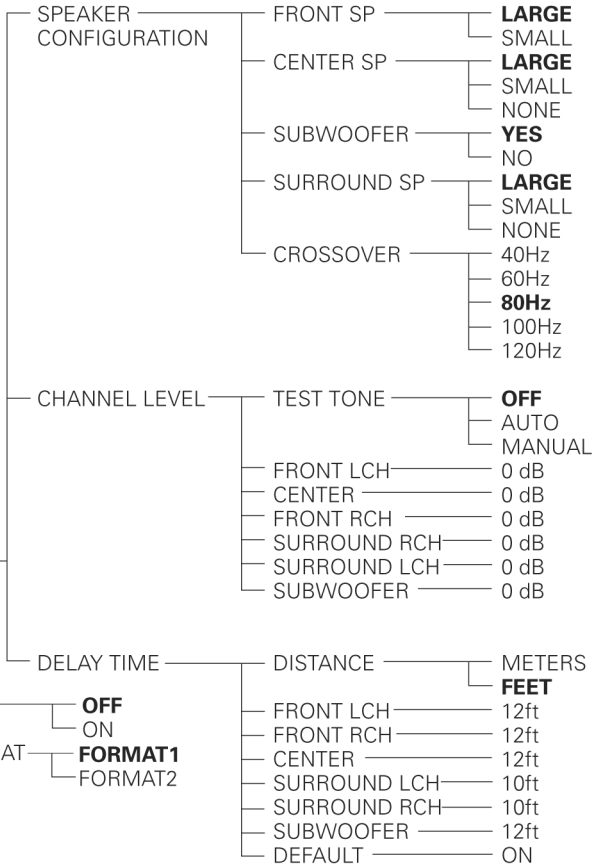 SPEAKER CONFIGURATION FRONT SP LARGE
SMALL
CENTER SP LARGE
SMALL
NONE
SUBWOOFER YES
NO
SURROUND SP LARGE
SMALL
NONE
CROSSOVER 40Hz
60Hz
80Hz
100Hz
120Hz
CHANNEL LEVEL TEST TONE OFF
AUTO
MANUAL
FRONT LCH 0 dB
CENTER 0 dB
FRONT RCH 0 dB
SURROUND RCH 0 dB
SURROUND LCH 0 dB
SUBWOOFER 0 dB
DELAY TIME DISTANCE METERS
FEET
FRONT LCH 12ft
FRONT RCH 12ft
CENTER 12ft
SURROUND LCH 10ft
SURROUND RCH 10ft
SUBWOOFER 12ft
DEFAULT ON
OFF
ON
AT FORMAT1
FORMAT2